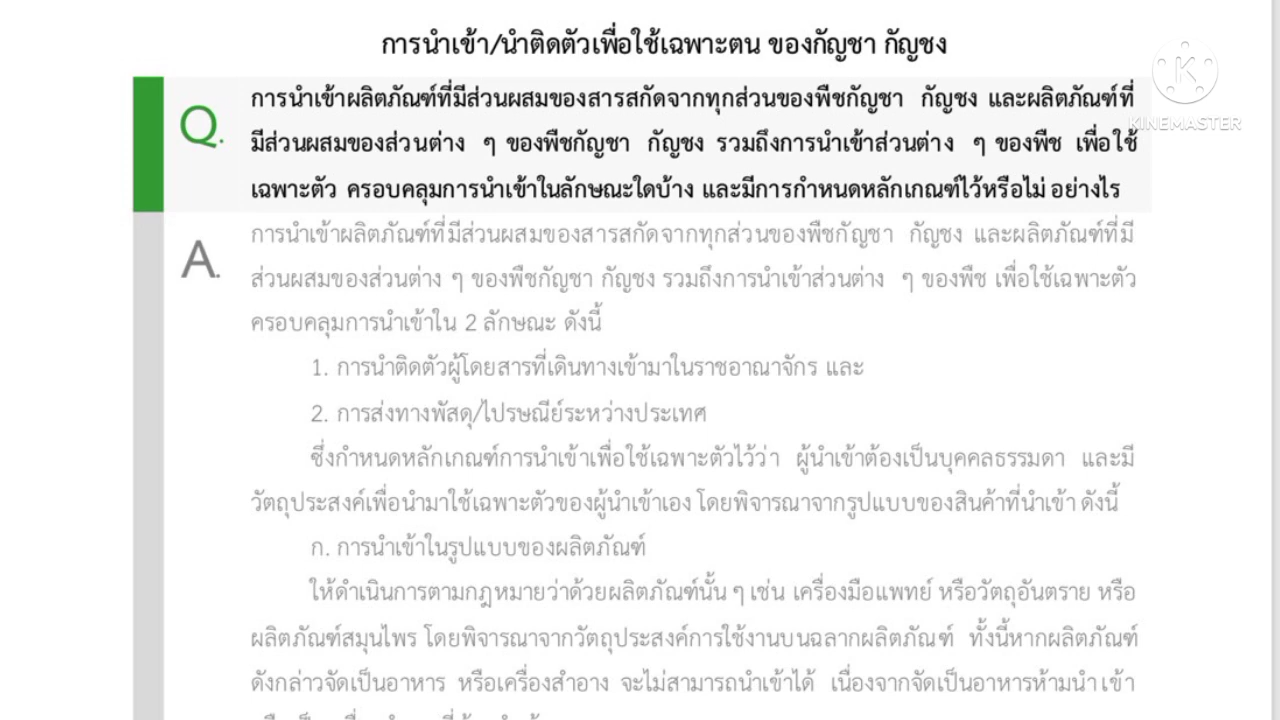 การนำเข้า/นำติดตัวเพื่อใช้เฉพาะตน ของกัญชา กัญชง
K
KINEMASTER
Q.
การนำเข้าผลิตภัณฑ์ที่มีส่วนผสมของสารสกัดจากทุกส่วนของพืชกัญชา กัญชง และผลิตภัณฑ์ที่
มีส่วนผสมของส่วนต่าง ๆ ของพืชกัญชา กัญชง รวมถึงการนำเข้าส่วนต่าง ๆ ของพืช เพื่อใช้
เฉพาะตัว ครอบคลุมการนำเข้าในลักษณะใดบ้าง และมีการกำหนดหลักเกณฑ์ไว้หรือไม่ อย่างไร
A.
การนำเข้าผลิตภัณฑ์ที่มีส่วนผสมของสารสกัดจากทุกส่วนของพืชกัญชา กัญชง และผลิตภัณฑ์ที่มี
ส่วนผสมของส่วนต่าง ๆ ของพืชกัญชา กัญชง รวมถึงการนำเข้าส่วนต่าง ๆ ของพืช เพื่อใช้เฉพาะตัว
ครอบคลุมการนำเข้าใน 2 ลักษณะ ดังนี้
1. การนำติดตัวผู้โดยสารที่เดินทางเข้ามาในราชอาณาจักร และ
2. การส่งทางพัสดุ/ไปรษณีย์ระหว่างประเทศ
ซึ่งกำหนดหลักเกณฑ์การนำเข้าเพื่อใช้เฉพาะตัวไว้ว่า ผู้นำเข้าต้องเป็นบุคคลธรรมดา และมี
วัตถุประสงค์เพื่อนำมาใช้เฉพาะตัวของผู้นำเข้าเอง โดยพิจารณาจากรูปแบบของสินค้าที่นำเข้า ดังนี้
ก. การนำเข้าในรูปแบบของผลิตภัณฑ์
ให้ดำเนินการตามกฎหมายว่าด้วยผลิตภัณฑ์นั้น ๆ เช่น เครื่องมือแพทย์ หรือวัตถุอันตราย หรือ
ผลิตภัณฑ์สมุนไพร โดยพิจารณาจากวัตถุประสงค์การใช้งานบนฉลากผลิตภัณฑ์ ทั้งนี้หากผลิตภัณฑ์
ดังกล่าวจัดเป็นอาหาร หรือเครื่องสำอาง จะไม่สามารถนำเข้าได้ เนื่องจากจัดเป็นอาหารห้ามนำเข้า